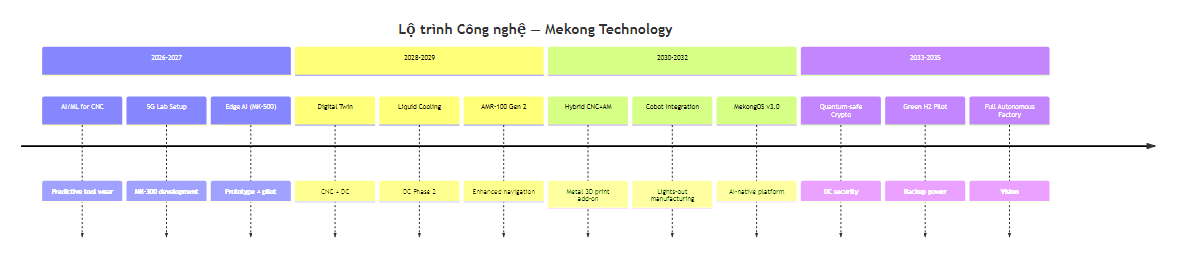 Lộ trình Công nghệ — Mekong Technology
2026-2027
2028-2029
2030-2032
2033-2035
AI/ML for CNC
5G Lab Setup
Edge AI (MK-500)
Digital Twin
Liquid Cooling
AMR-100 Gen 2
Hybrid CNC+AM
Cobot Integration
MekongOS v3.0
Quantum-safe
Crypto
Green H2 Pilot
Full Autonomous
Factory
Predictive tool wear
MK-300 development
Prototype + pilot
CNC + DC
DC Phase 2
Enhanced navigation
Metal 3D print
add-on
Lights-out
manufacturing
AI-native platform
DC security
Backup power
Vision